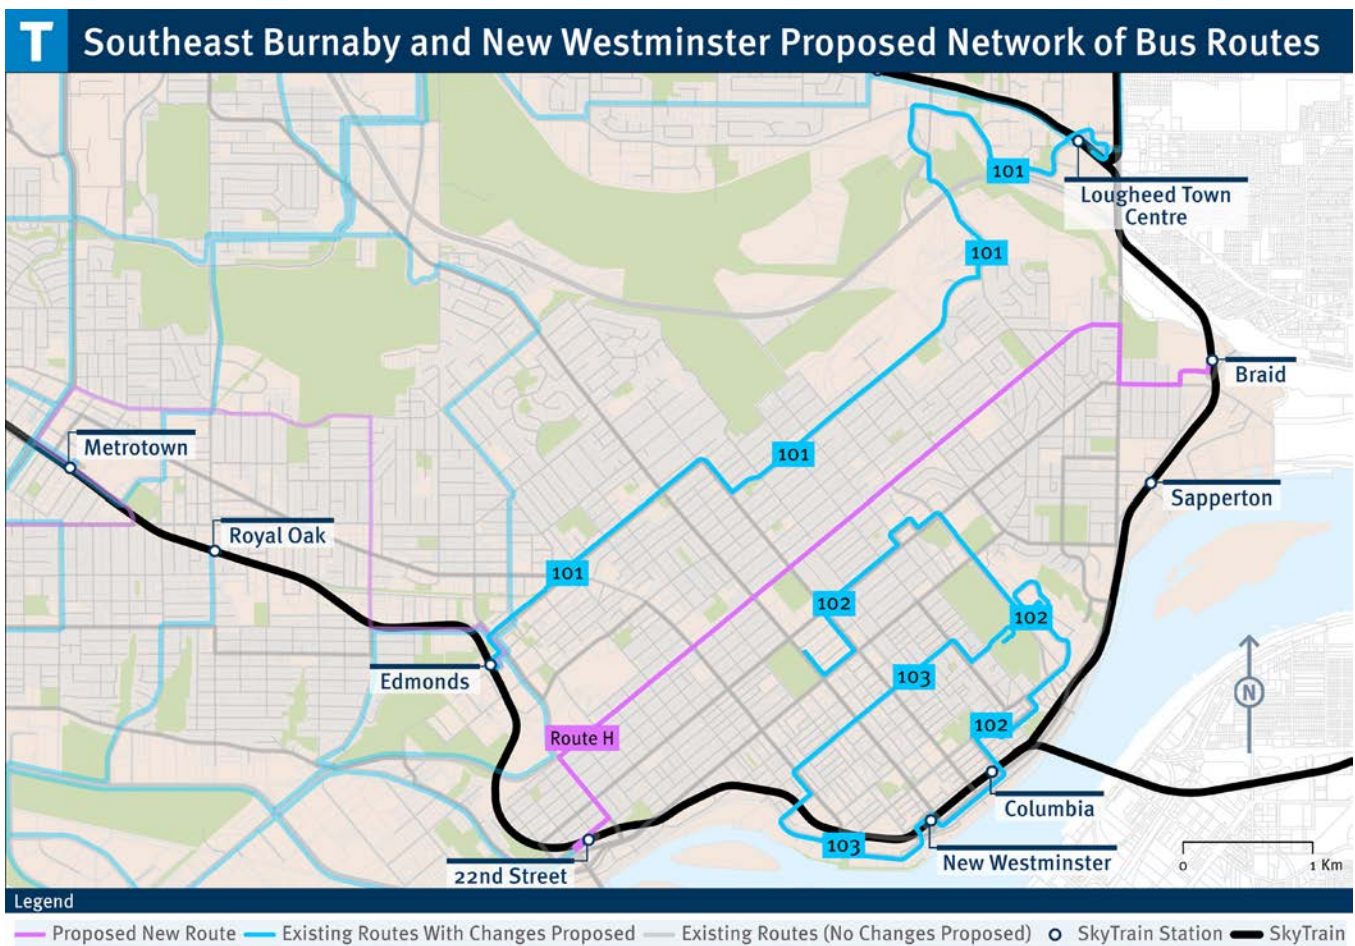 T Southeast Burnaby and New Westminster Proposed Network of Bus Routes
101
Lougheed Town
Centre
101
Braid
Metrotown
101
Sapperton
Royal Oak
101
102
102
Edmonds
103
102
Route H
Columbia
103
New Westminster
22nd Street
N
0 1 Km
Legend
Proposed New Route Existing Routes With Changes Proposed Existing Routes (No Changes Proposed) SkyTrain Station SkyTrain